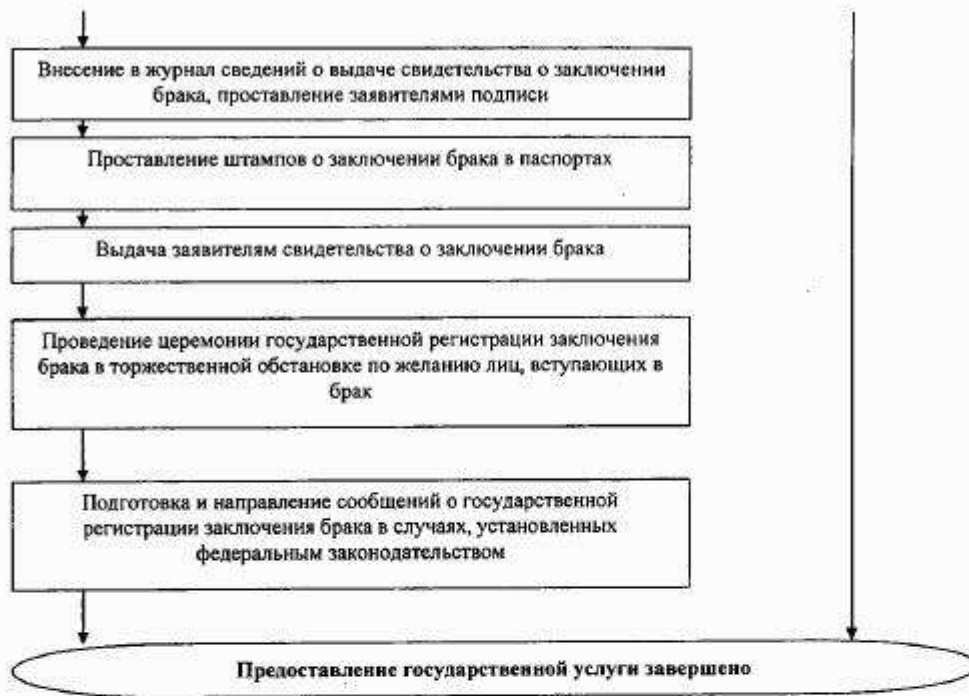 Внесение в журнал сведений о выдаче свидетельства о заключении
брака, проставление заявителями подписи
Проставление штампов о заключении брака в паспортах
Выдача заявителям свидетельства о заключении брака
Проведение церемонии государственной регистрации заключения
брака в торжественной обстановке по желанию лиц, вступающих в
брак
Подготовка и направление сообщений о государственной
регистрации заключения брака в случаях, установленных
федеральным законодательством
Предоставление государственной услуги завершено